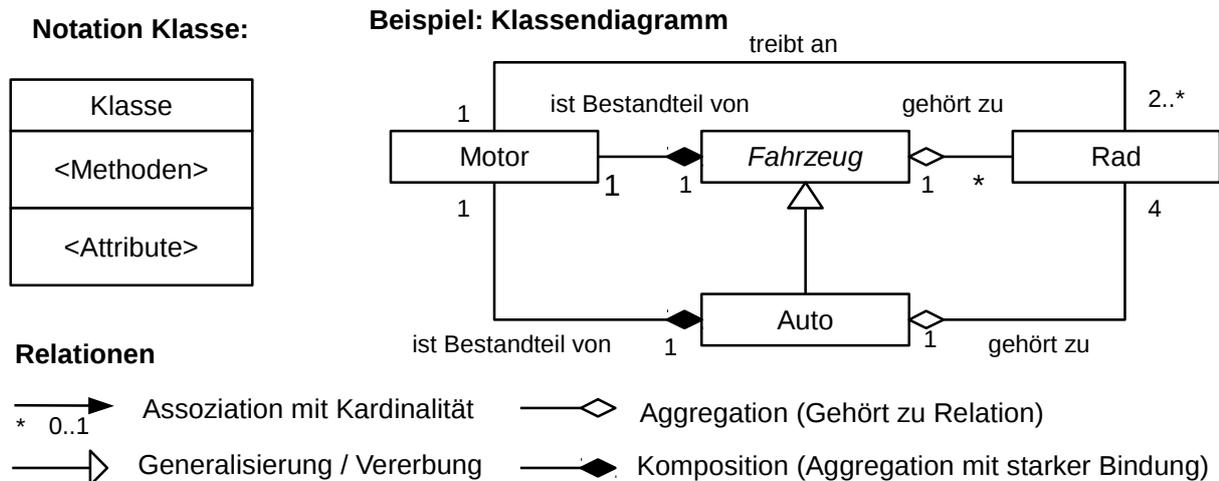 Notation Klasse:
Klasse
<Methoden>
<Attribute>
Beispiel: Klassendiagramm
treibt an
1
ist Bestandteil von
gehört zu
2..*
Motor
Fahrzeug
Rad
1
1
1
*
1
4
Auto
ist Bestandteil von
1
1
gehört zu
Relationen
* 0..1
Assoziation mit Kardinalität
Aggregation (Gehört zu Relation)
Generalisierung / Vererbung
Komposition (Aggregation mit starker Bindung)